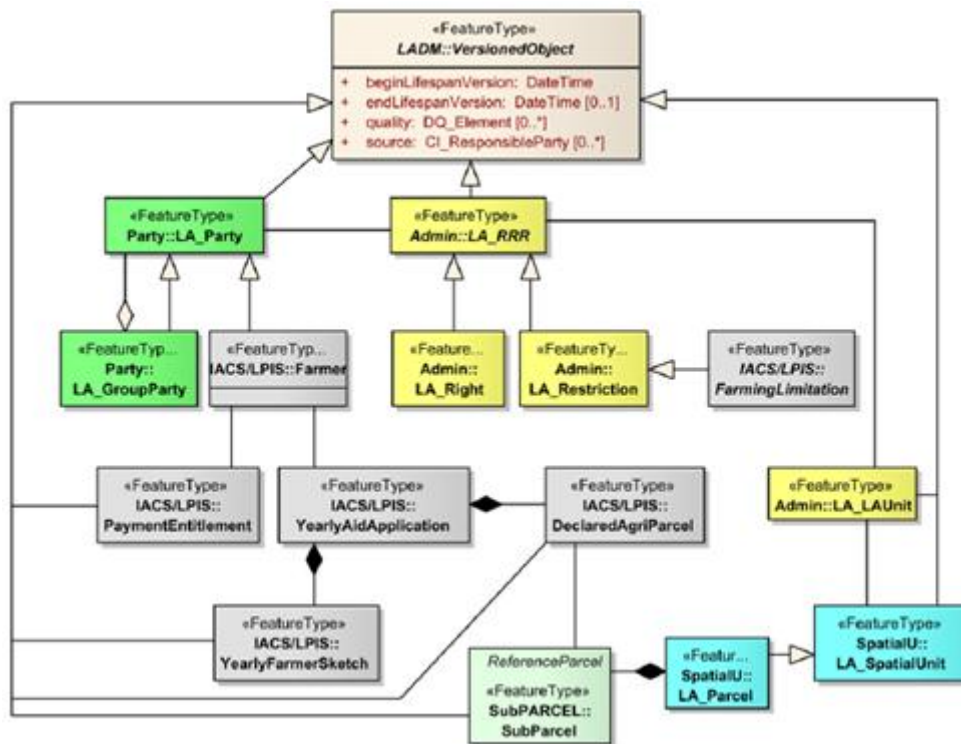 «FeatureType»
LADM::VersionedObject
+ beginLifespanVersion: DateTime
+ endLifespanVersion: DateTime [0..1]
+ quality: DQ_Element [0..*]
+ source: CI_ResponsibleParty [0..*]
«FeatureType»
Party::LA_Party
«FeatureType»
Admin::LA_RRR
«FeatureTyp...
Party::
LA_GroupParty
«FeatureTyp...
IACS/LPIS::Farmer
«Feature...
Admin::
LA_Right
«FeatureTy...
Admin::
LA_Restriction
«FeatureType»
IACS/LPIS::
FarmingLimitation
«FeatureType»
IACS/LPIS::
PaymentEntitlement
«FeatureType»
IACS/LPIS::
YearlyAidApplication
«FeatureType»
IACS/LPIS::
DeclaredAgriParcel
«FeatureType»
Admin::LA_LAUnit
«FeatureType»
IACS/LPIS::
YearlyFarmerSketch
ReferenceParcel
«FeatureType»
SubPARCEL::
SubParcel
«Featur...
SpatialU::
LA_Parcel
«FeatureType»
SpatialU::
LA_SpatialUnit